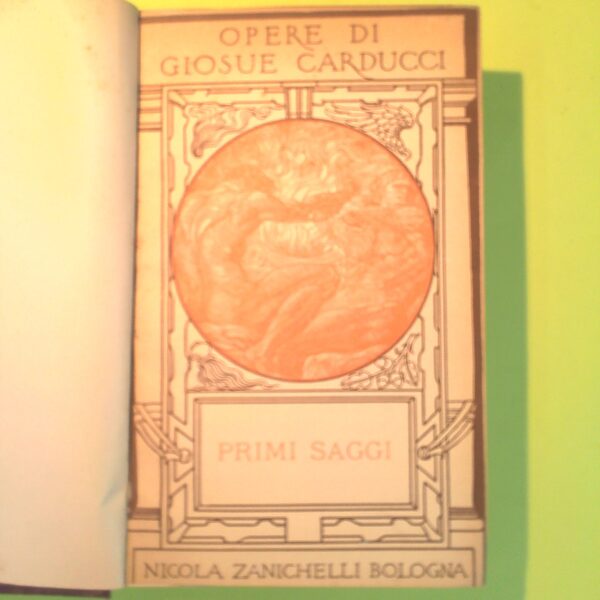 OPERE DI
GIOSUE CARDUCCI
PRIMI SAGGI
NICOLA ZANICHELLI BOLOGNA